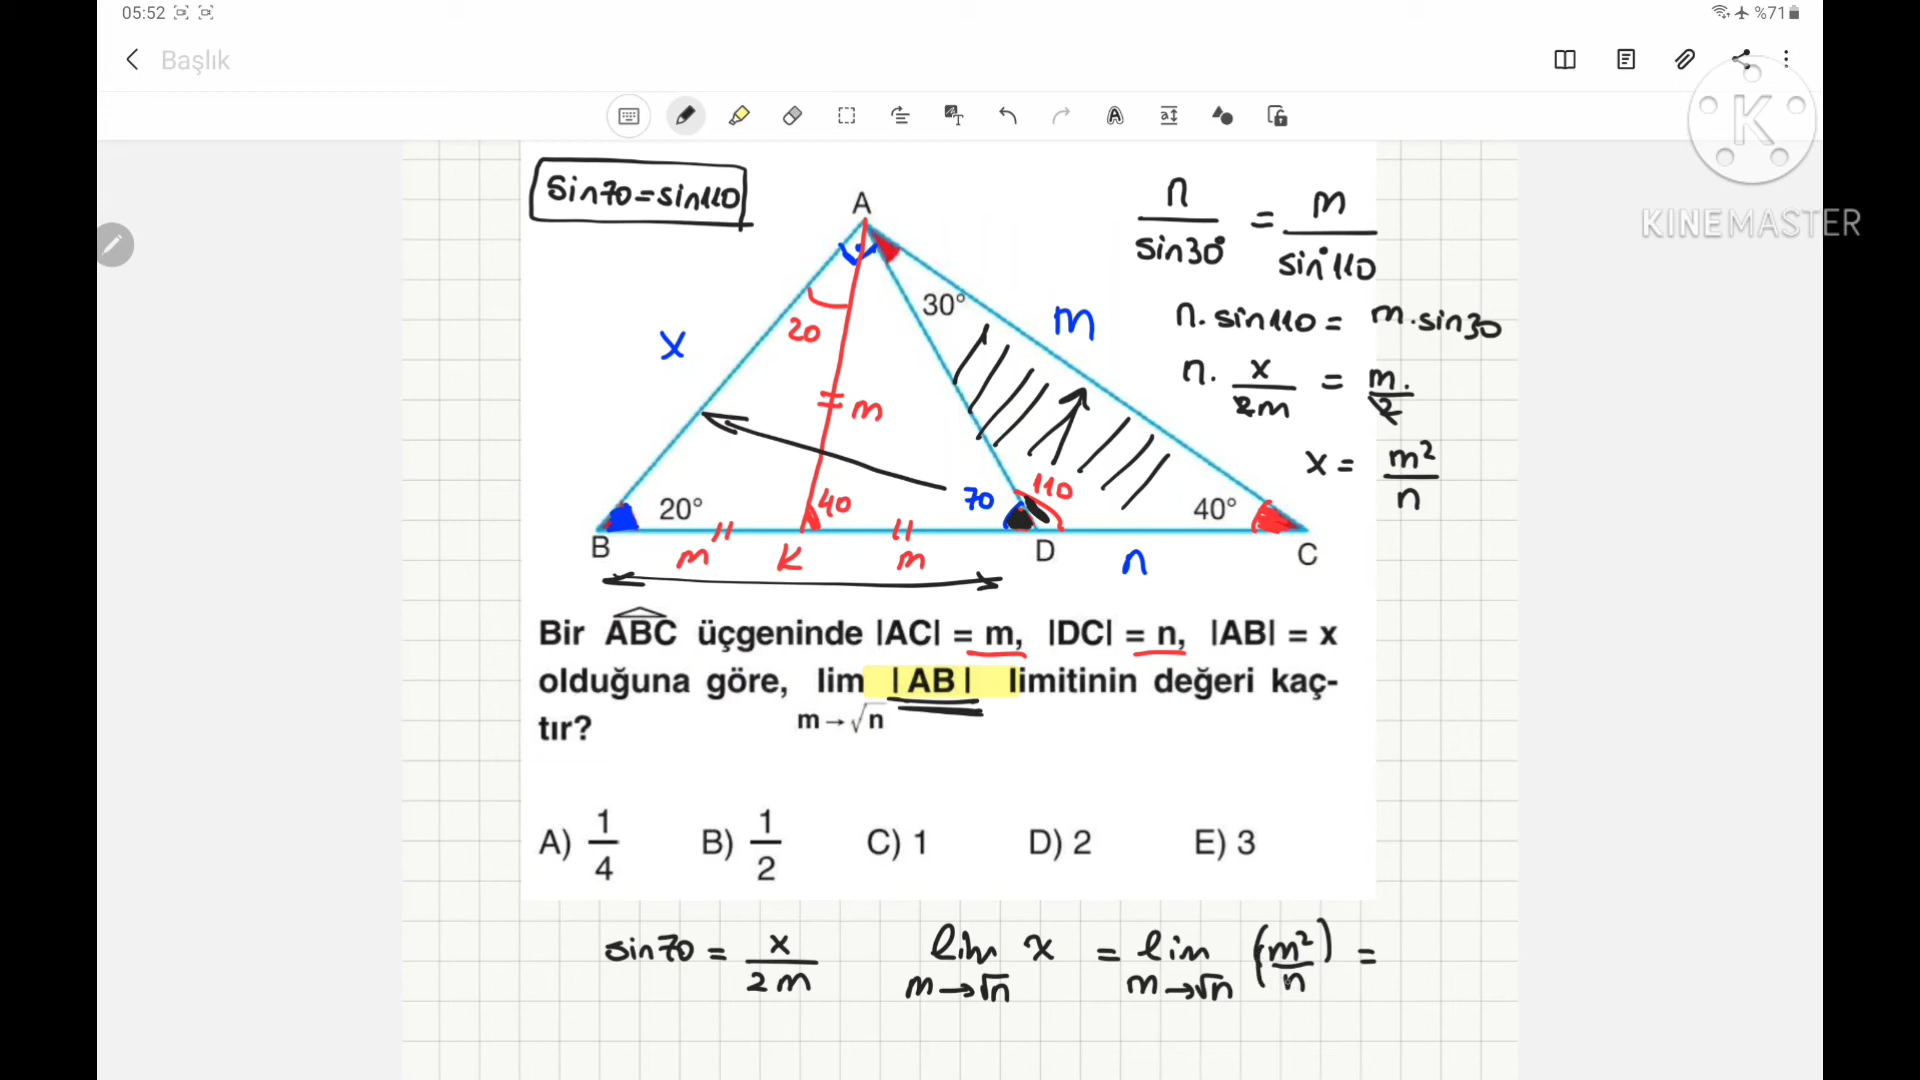 05:52
%71
Başlık
K
KINEMASTER
Sin70=sin110
A
n/sin30° = m/sin110
n.sin110 = m.sin30
n. x/2m = m./2
x = m²/n
30°
m
20
x
m
20°
40
70
110
40°
B
m
K
m
D
n
C
Bir ABC üçgeninde |AC| = m, |DC| = n, |AB| = x
olduğuna göre, lim |AB| limitinin değeri kaç-
m→√n
tır?
A) 1/4 B) 1/2 C) 1 D) 2 E) 3
sin70 = x/2m lim x = lim (m²/n) =
m→√n m→√n